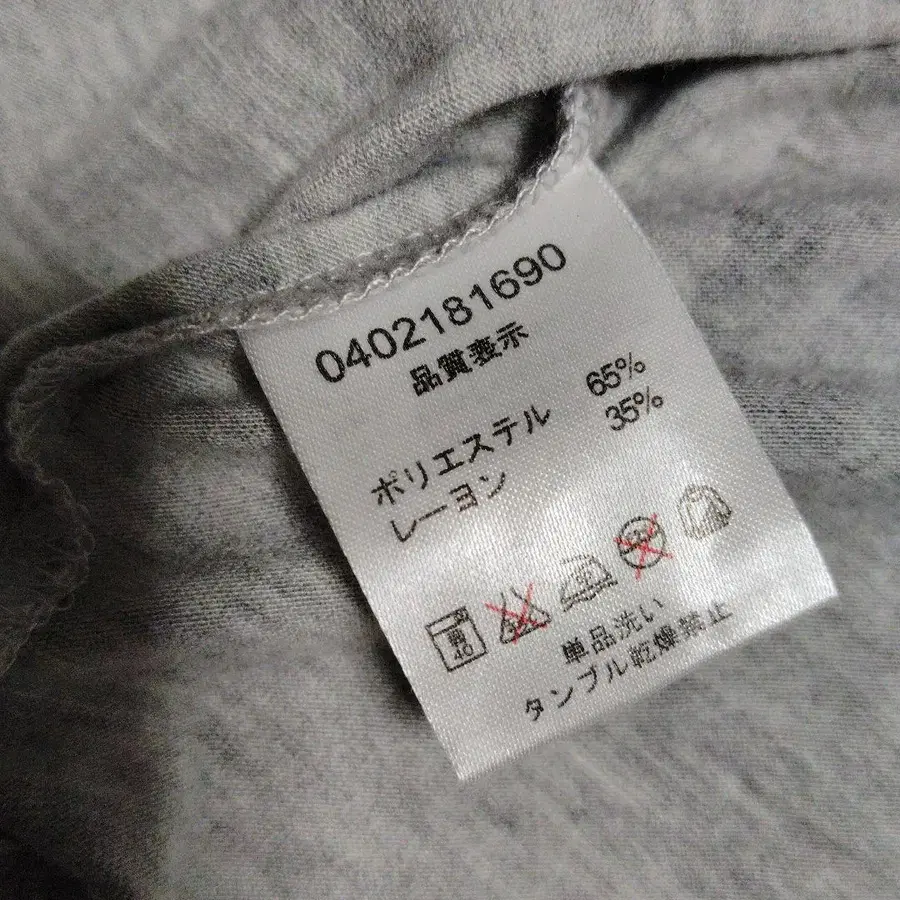 0402181690
品質表示
ポリエステル 65%
レーヨン 35%
40
単品洗い
タンブル乾燥禁止